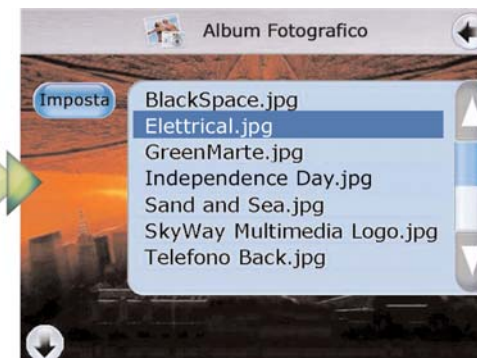 Album Fotografico
Imposta
BlackSpace.jpg
Elettrical.jpg
GreenMarte.jpg
Independence Day.jpg
Sand and Sea.jpg
SkyWay Multimedia Logo.jpg
Telefono Back.jpg